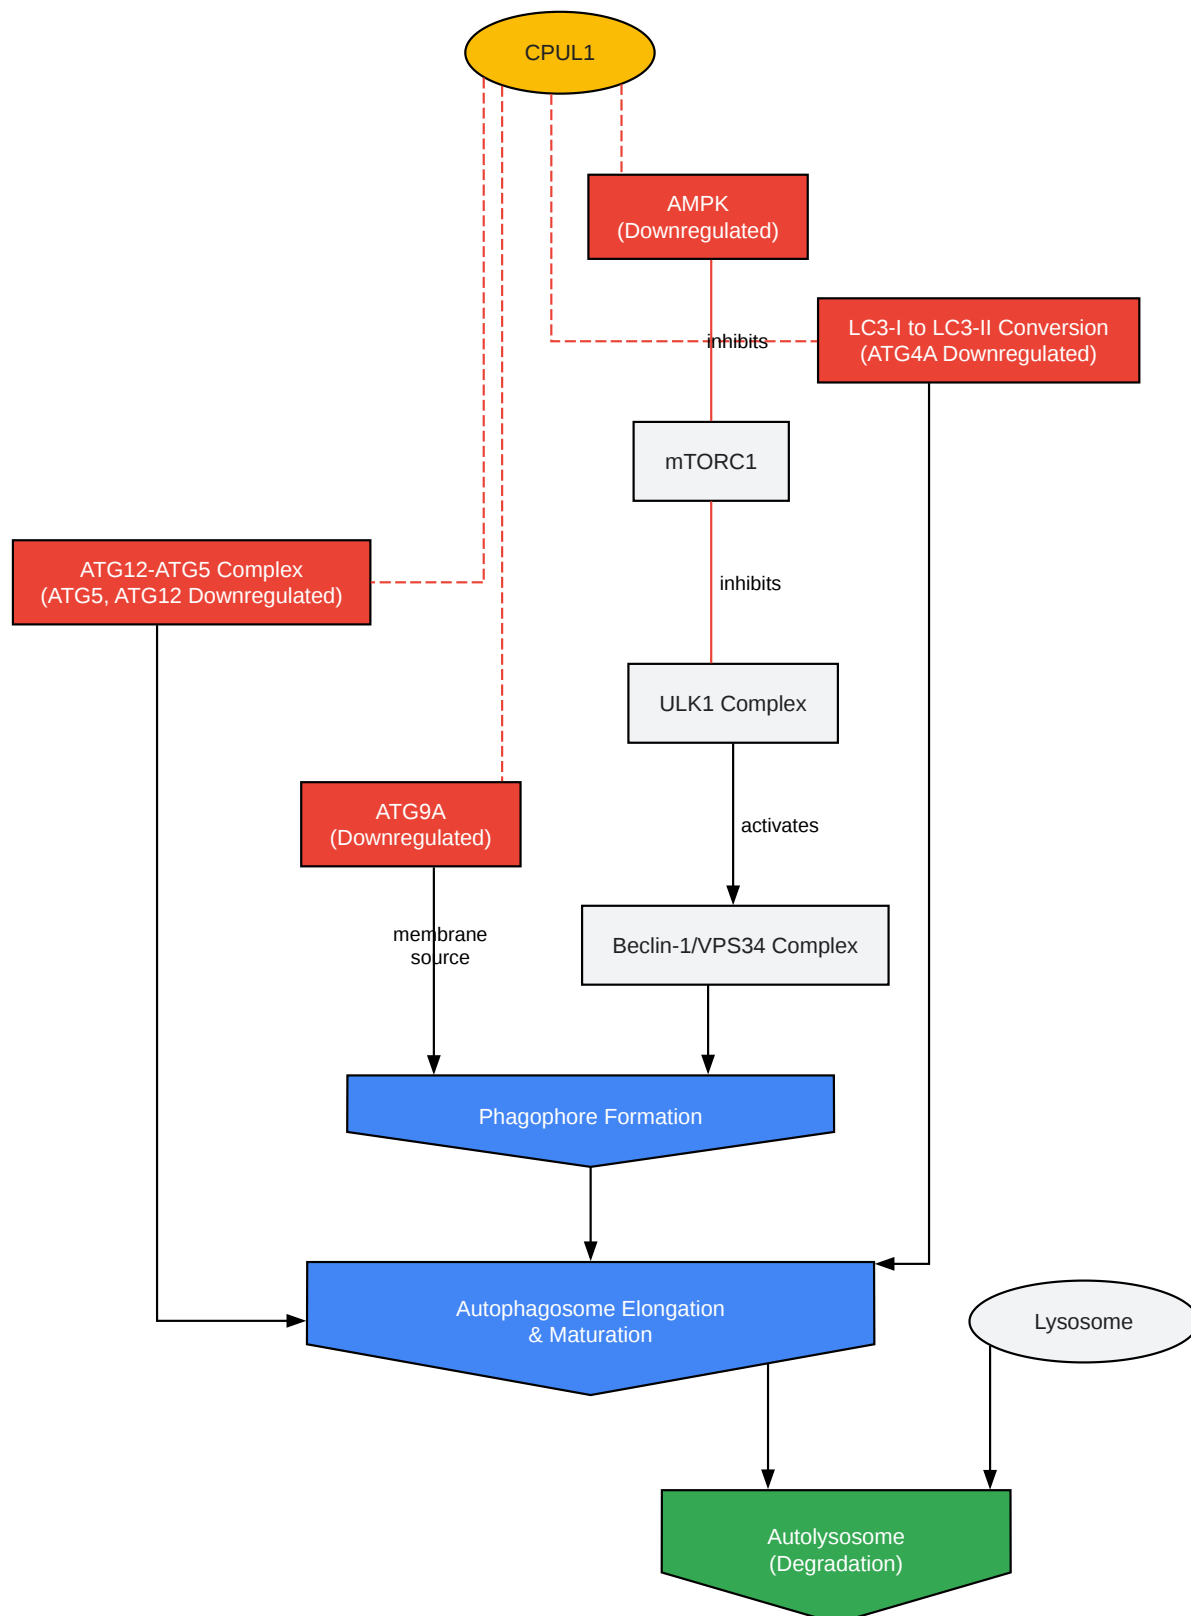 CPUL1
AMPK
(Downregulated)
LC3-I to LC3-II Conversion
(ATG4A Downregulated)
inhibits
mTORC1
ATG12-ATG5 Complex
(ATG5, ATG12 Downregulated)
inhibits
ULK1 Complex
ATG9A
(Downregulated)
activates
membrane
source
Beclin-1/VPS34 Complex
Phagophore Formation
Autophagosome Elongation
& Maturation
Lysosome
Autolysosome
(Degradation)